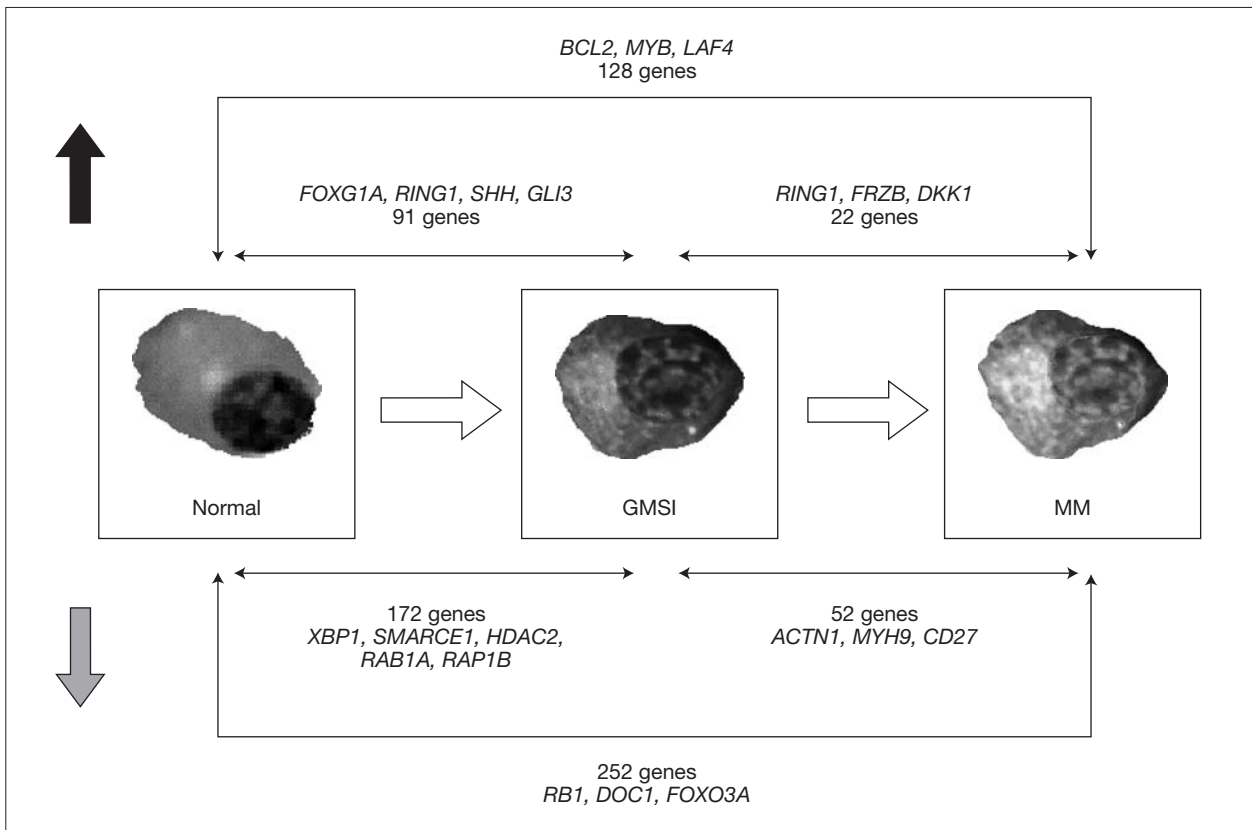 BCL2, MYB, LAF4
128 genes
FOXG1A, RING1, SHH, GLI3
91 genes
RING1, FRZB, DKK1
22 genes
Normal
GMSI
MM
172 genes
XBP1, SMARCE1, HDAC2,
RAB1A, RAP1B
52 genes
ACTN1, MYH9, CD27
252 genes
RB1, DOC1, FOXO3A